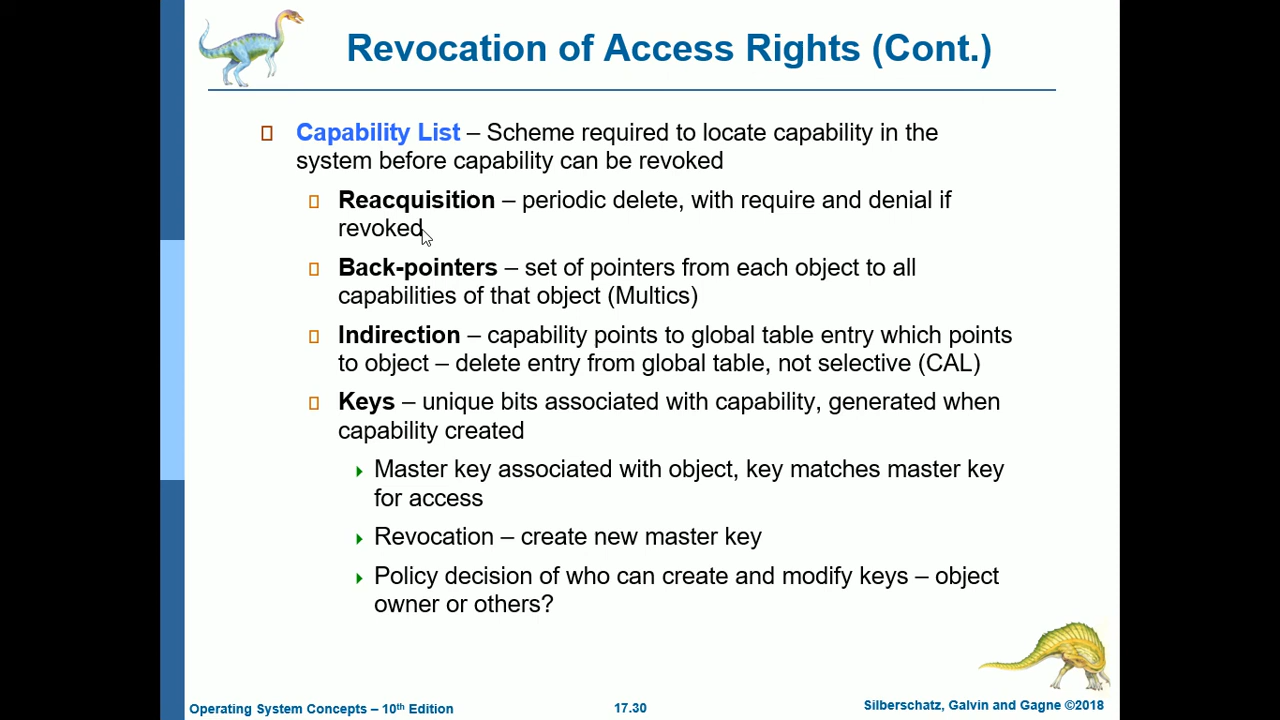 Revocation of Access Rights (Cont.)
Capability List – Scheme required to locate capability in the
system before capability can be revoked
Reacquisition – periodic delete, with require and denial if
revoked
Back-pointers – set of pointers from each object to all
capabilities of that object (Multics)
Indirection – capability points to global table entry which points
to object – delete entry from global table, not selective (CAL)
Keys – unique bits associated with capability, generated when
capability created
Master key associated with object, key matches master key
for access
Revocation – create new master key
Policy decision of who can create and modify keys – object
owner or others?
Operating System Concepts – 10th Edition
17.30
Silberschatz, Galvin and Gagne ©2018